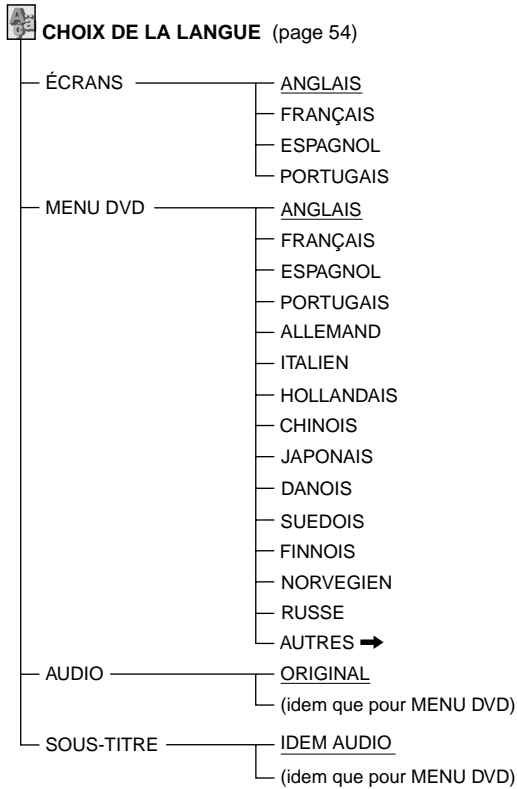 CHOIX DE LA LANGUE (page 54)
ÉCRANS ANGLAIS
FRANÇAIS
ESPAGNOL
PORTUGAIS
MENU DVD ANGLAIS
FRANÇAIS
ESPAGNOL
PORTUGAIS
ALLEMAND
ITALIEN
HOLLANDAIS
CHINOIS
JAPONAIS
DANOIS
SUEDOIS
FINNOIS
NORVEGIEN
RUSSE
AUTRES ➡
AUDIO ORIGINAL
(idem que pour MENU DVD)
SOUS-TITRE IDEM AUDIO
(idem que pour MENU DVD)